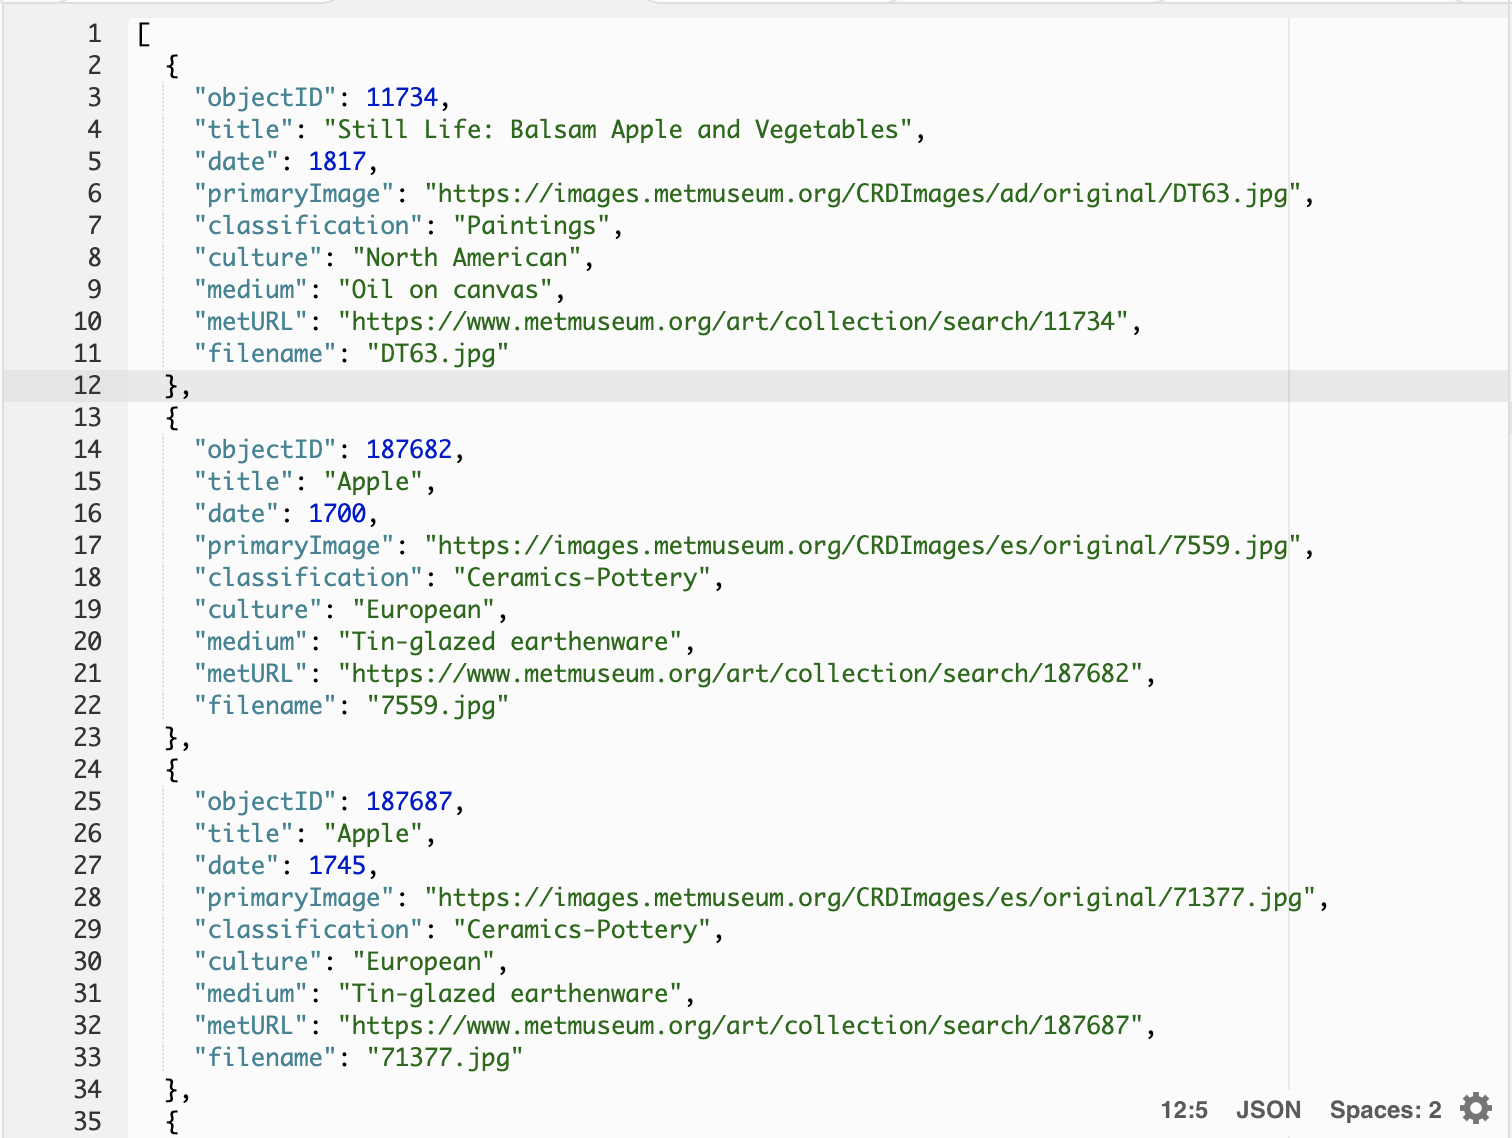 1 [
2 {
3 "objectID": 11734,
4 "title": "Still Life: Balsam Apple and Vegetables",
5 "date": 1817,
6 "primaryImage": "https://images.metmuseum.org/CRDImages/ad/original/DT63.jpg",
7 "classification": "Paintings",
8 "culture": "North American",
9 "medium": "Oil on canvas",
10 "metURL": "https://www.metmuseum.org/art/collection/search/11734",
11 "filename": "DT63.jpg"
12 },
13 {
14 "objectID": 187682,
15 "title": "Apple",
16 "date": 1700,
17 "primaryImage": "https://images.metmuseum.org/CRDImages/es/original/7559.jpg",
18 "classification": "Ceramics-Pottery",
19 "culture": "European",
20 "medium": "Tin-glazed earthenware",
21 "metURL": "https://www.metmuseum.org/art/collection/search/187682",
22 "filename": "7559.jpg"
23 },
24 {
25 "objectID": 187687,
26 "title": "Apple",
27 "date": 1745,
28 "primaryImage": "https://images.metmuseum.org/CRDImages/es/original/71377.jpg",
29 "classification": "Ceramics-Pottery",
30 "culture": "European",
31 "medium": "Tin-glazed earthenware",
32 "metURL": "https://www.metmuseum.org/art/collection/search/187687",
33 "filename": "71377.jpg"
34 },
35 {
12:5 JSON Spaces: 2